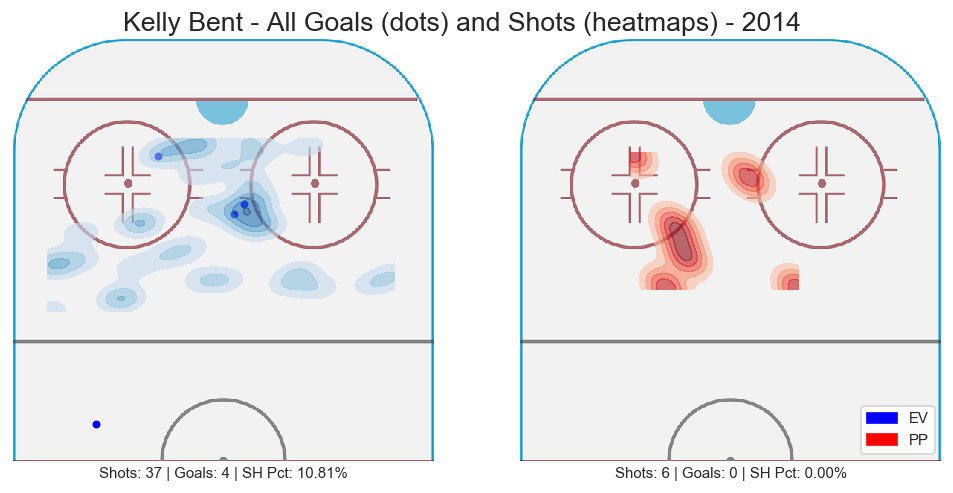 Kelly Bent - All Goals (dots) and Shots (heatmaps) - 2014
EV
PP
Shots: 37 | Goals: 4 | SH Pct: 10.81%
Shots: 6 | Goals: 0 | SH Pct: 0.00%